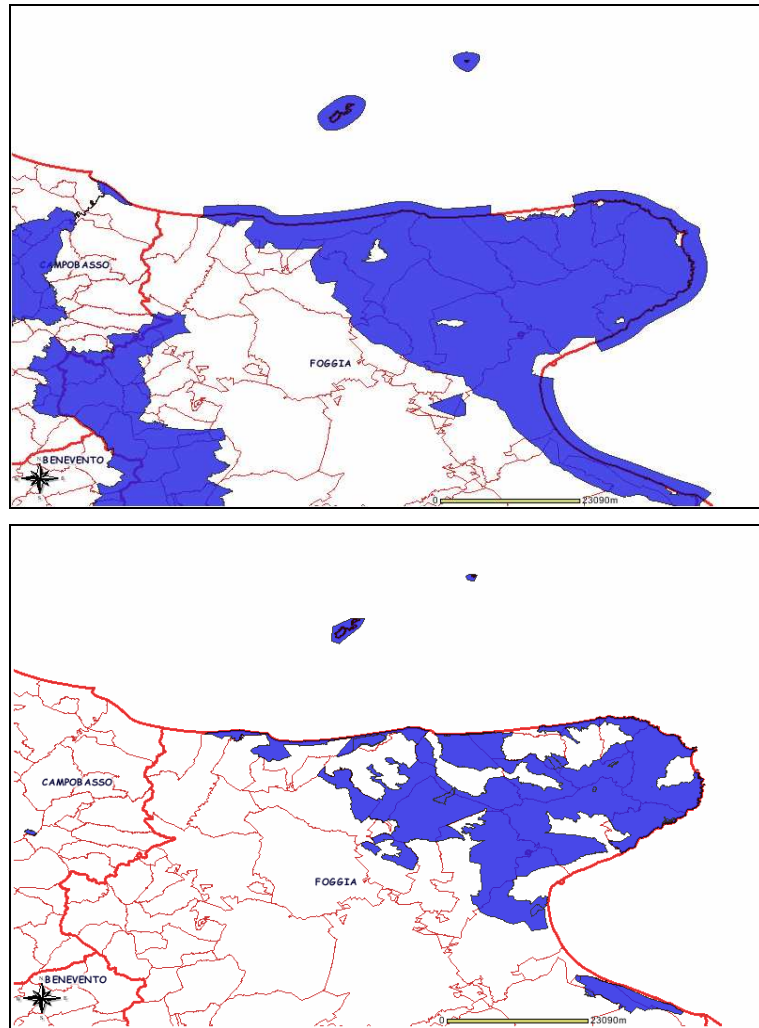 CAMPOBASSO
FOGGIA
BENEVENTO
N
0 23090m
CAMPOBASSO
FOGGIA
BENEVENTO
N
0 23090m